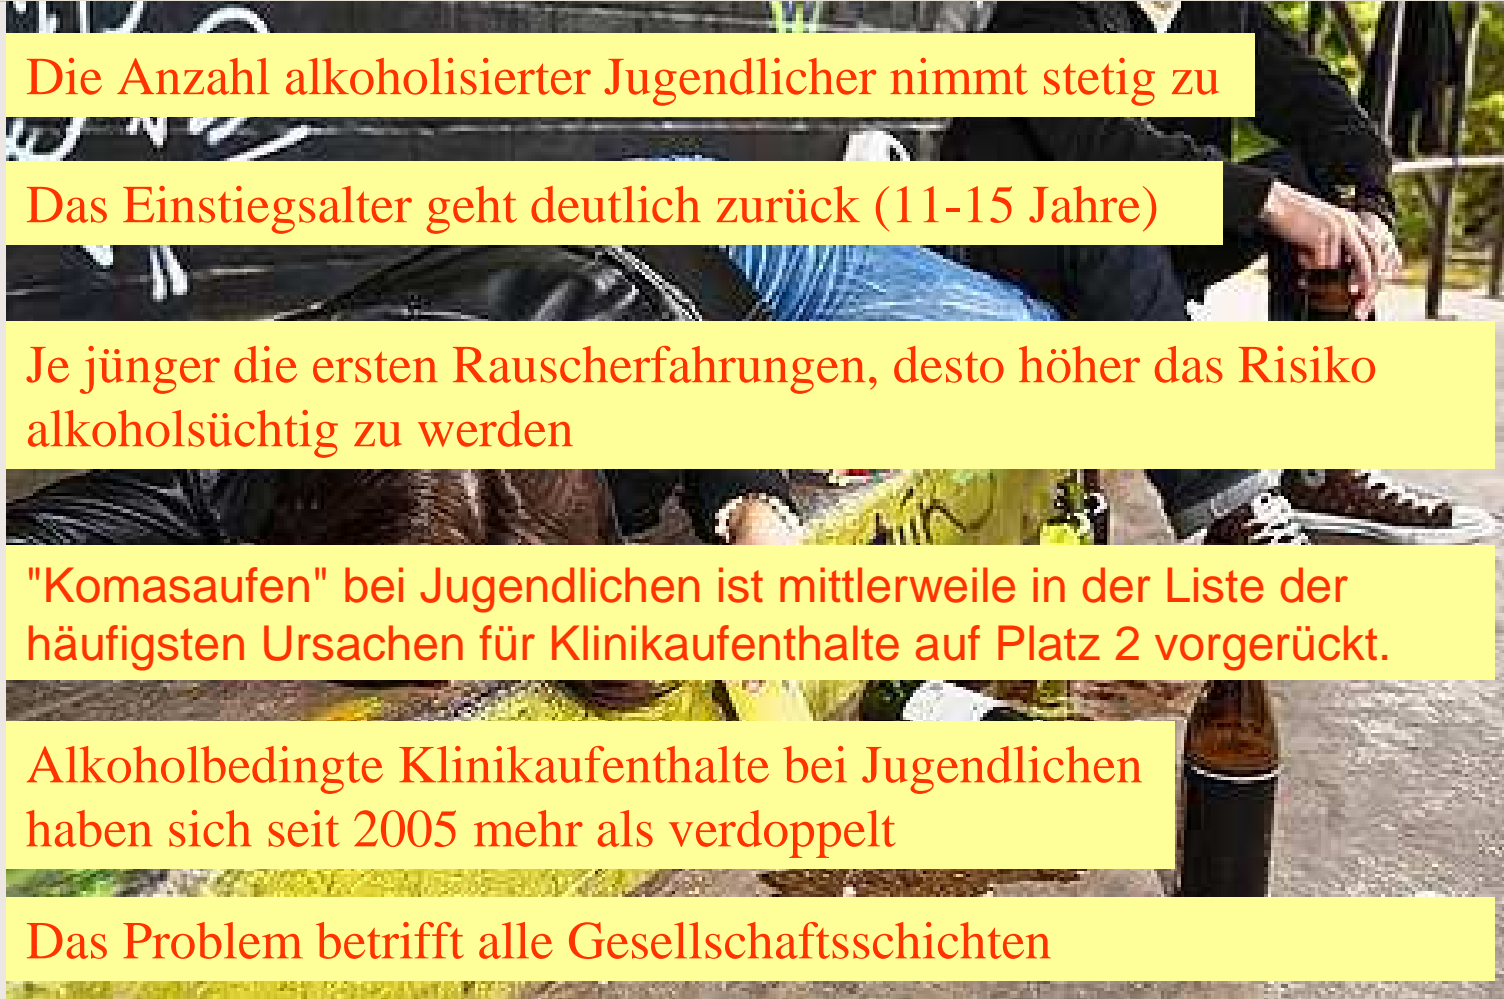 Die Anzahl alkoholisierter Jugendlicher nimmt stetig zu
Das Einstiegsalter geht deutlich zurück (11-15 Jahre)
Je jünger die ersten Rauscherfahrungen, desto höher das Risiko
alkoholsüchtig zu werden
"Komasaufen" bei Jugendlichen ist mittlerweile in der Liste der
häufigsten Ursachen für Klinikaufenthalte auf Platz 2 vorgerückt.
Alkoholbedingte Klinikaufenthalte bei Jugendlichen
haben sich seit 2005 mehr als verdoppelt
Das Problem betrifft alle Gesellschaftsschichten